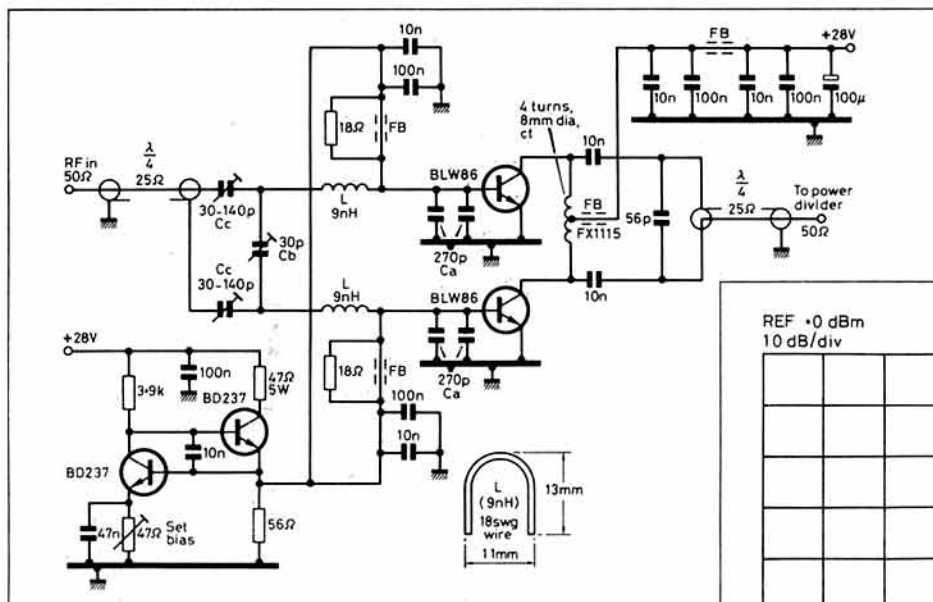 10n
100n
18Ω
FB
4 turns,
8mm dia,
ct
10n
FB
+28V
10n
100n
10n
100n
100μ
RF in
50Ω
λ/4
25Ω
30-140p
Cc
L
9nH
BLW86
30p
Cb
270p
Ca
FB
FX1115
56p
λ/4
25Ω
To power
divider
50Ω
Cc
30-140p
L
9nH
BLW86
10n
270p
Ca
+28V
100n
3·9k
47Ω
5W
BD237
10n
BD237
47n
47Ω
Set
bias
56Ω
18Ω
FB
100n
10n
L
(9nH)
18swg
wire
13mm
11mm
REF ·0 dBm
10 dB/div